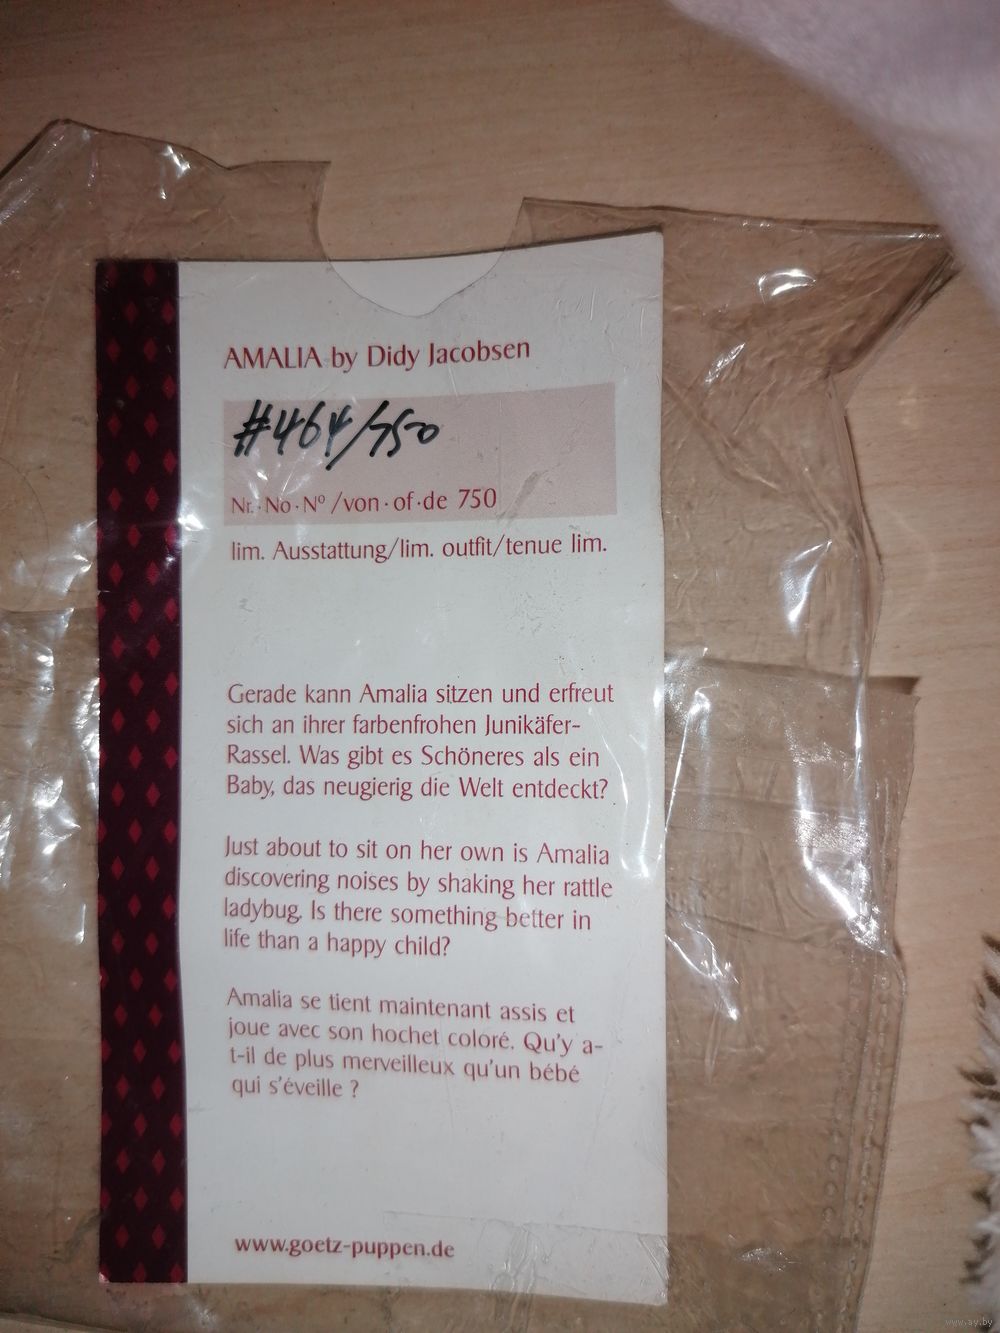 AMALIA by Didy Jacobsen
#464/750
Nr.·No·Nº/von·of·de 750
lim. Ausstattung/lim. outfit/tenue lim.
Gerade kann Amalia sitzen und erfreut
sich an ihrer farbenfrohen Junikäfer-
Rassel. Was gibt es Schöneres als ein
Baby, das neugierig die Welt entdeckt?
Just about to sit on her own is Amalia
discovering noises by shaking her rattle
ladybug. Is there something better in
life than a happy child?
Amalia se tient maintenant assis et
joue avec son hochet coloré. Qu'y a-
t-il de plus merveilleux qu'un bébé
qui s'éveille ?
www.goetz-puppen.de
www.ay.by